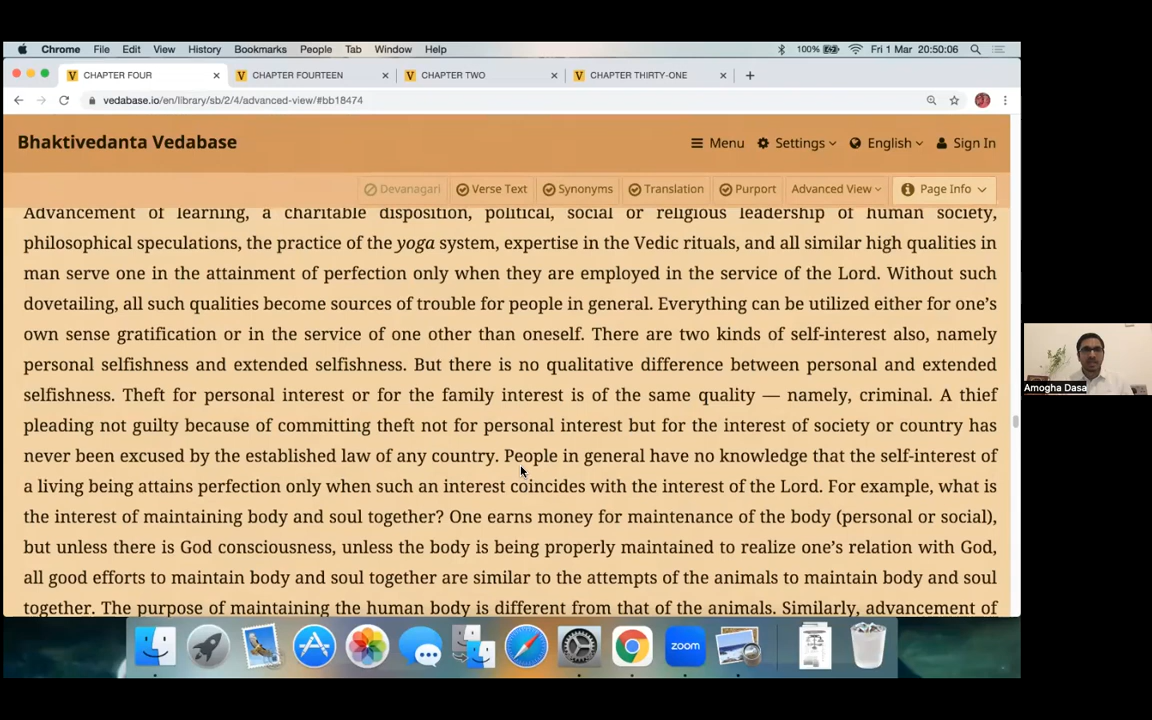 Chrome File Edit View History Bookmarks People Tab Window Help 100% Fri 1 Mar 20:50:06
CHAPTER FOUR CHAPTER FOURTEEN CHAPTER TWO CHAPTER THIRTY-ONE
vedabase.io/en/library/sb/2/4/advanced-view/#bb18474
Bhaktivedanta Vedabase Menu Settings English Sign In
Devanagari Verse Text Synonyms Translation Purport Advanced View Page Info
Advancement of learning, a charitable disposition, political, social or religious leadership of human society,
philosophical speculations, the practice of the yoga system, expertise in the Vedic rituals, and all similar high qualities in
man serve one in the attainment of perfection only when they are employed in the service of the Lord. Without such
dovetailing, all such qualities become sources of trouble for people in general. Everything can be utilized either for one’s
own sense gratification or in the service of one other than oneself. There are two kinds of self-interest also, namely
personal selfishness and extended selfishness. But there is no qualitative difference between personal and extended
selfishness. Theft for personal interest or for the family interest is of the same quality — namely, criminal. A thief
pleading not guilty because of committing theft not for personal interest but for the interest of society or country has
never been excused by the established law of any country. People in general have no knowledge that the self-interest of
a living being attains perfection only when such an interest coincides with the interest of the Lord. For example, what is
the interest of maintaining body and soul together? One earns money for maintenance of the body (personal or social),
but unless there is God consciousness, unless the body is being properly maintained to realize one’s relation with God,
all good efforts to maintain body and soul together are similar to the attempts of the animals to maintain body and soul
together. The purpose of maintaining the human body is different from that of the animals. Similarly, advancement of
Amogha Dasa
zoom